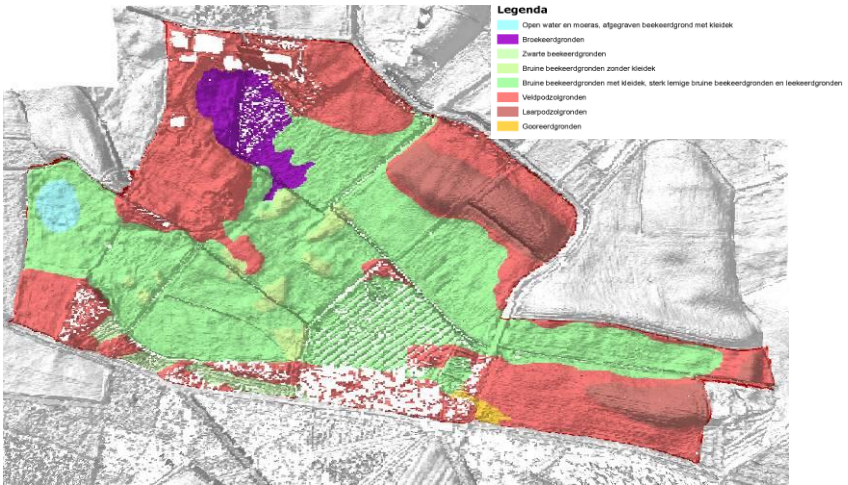 Legenda
Open water en moeras, afgegraven beekeerdgrond met kleidek
Broekeerdgronden
Zwarte beekeerdgronden
Bruine beekeerdgronden zonder kleidek
Bruine beekeerdgronden met kleidek, sterk lemige bruine beekeerdgronden en leekeerdgronden
Veldpodzolgronden
Laarpodzolgronden
Gooreerdgronden